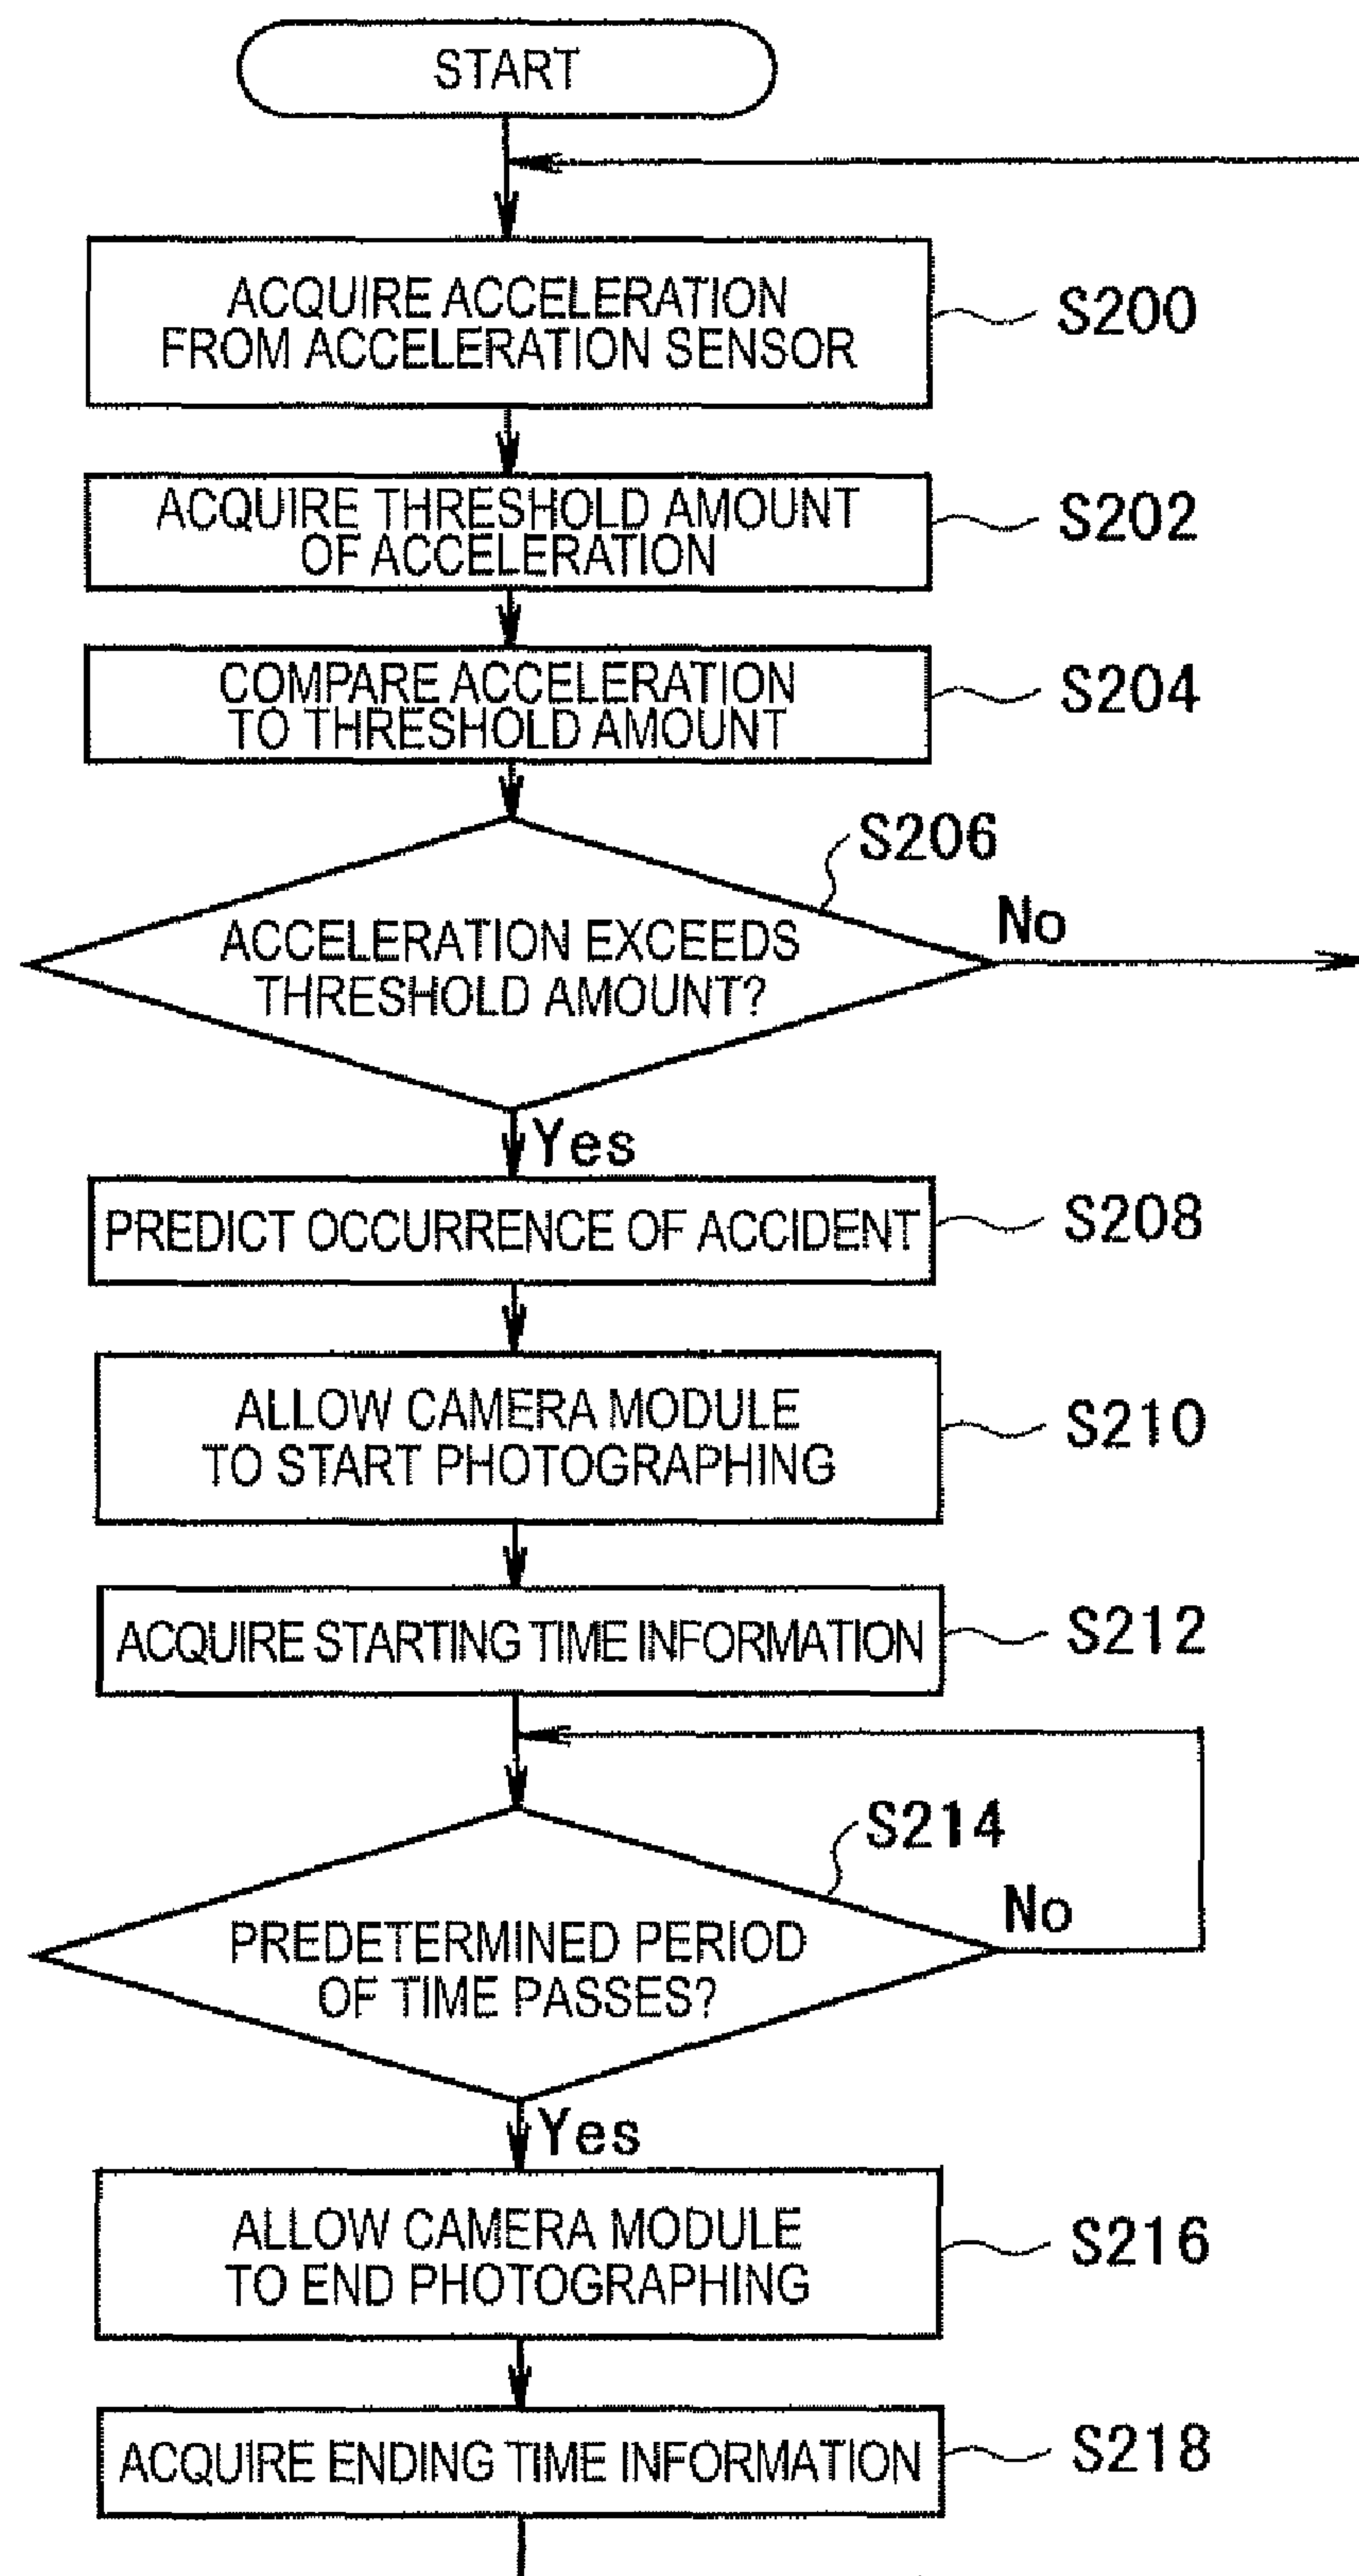 START
ACQUIRE ACCELERATION
FROM ACCELERATION SENSOR
S200
ACQUIRE THRESHOLD AMOUNT
OF ACCELERATION
S202
COMPARE ACCELERATION
TO THRESHOLD AMOUNT
S204
S206
ACCELERATION EXCEEDS
THRESHOLD AMOUNT?
No
Yes
PREDICT OCCURRENCE OF ACCIDENT
S208
ALLOW CAMERA MODULE
TO START PHOTOGRAPHING
S210
ACQUIRE STARTING TIME INFORMATION
S212
S214
PREDETERMINED PERIOD
OF TIME PASSES?
No
Yes
ALLOW CAMERA MODULE
TO END PHOTOGRAPHING
S216
ACQUIRE ENDING TIME INFORMATION
S218